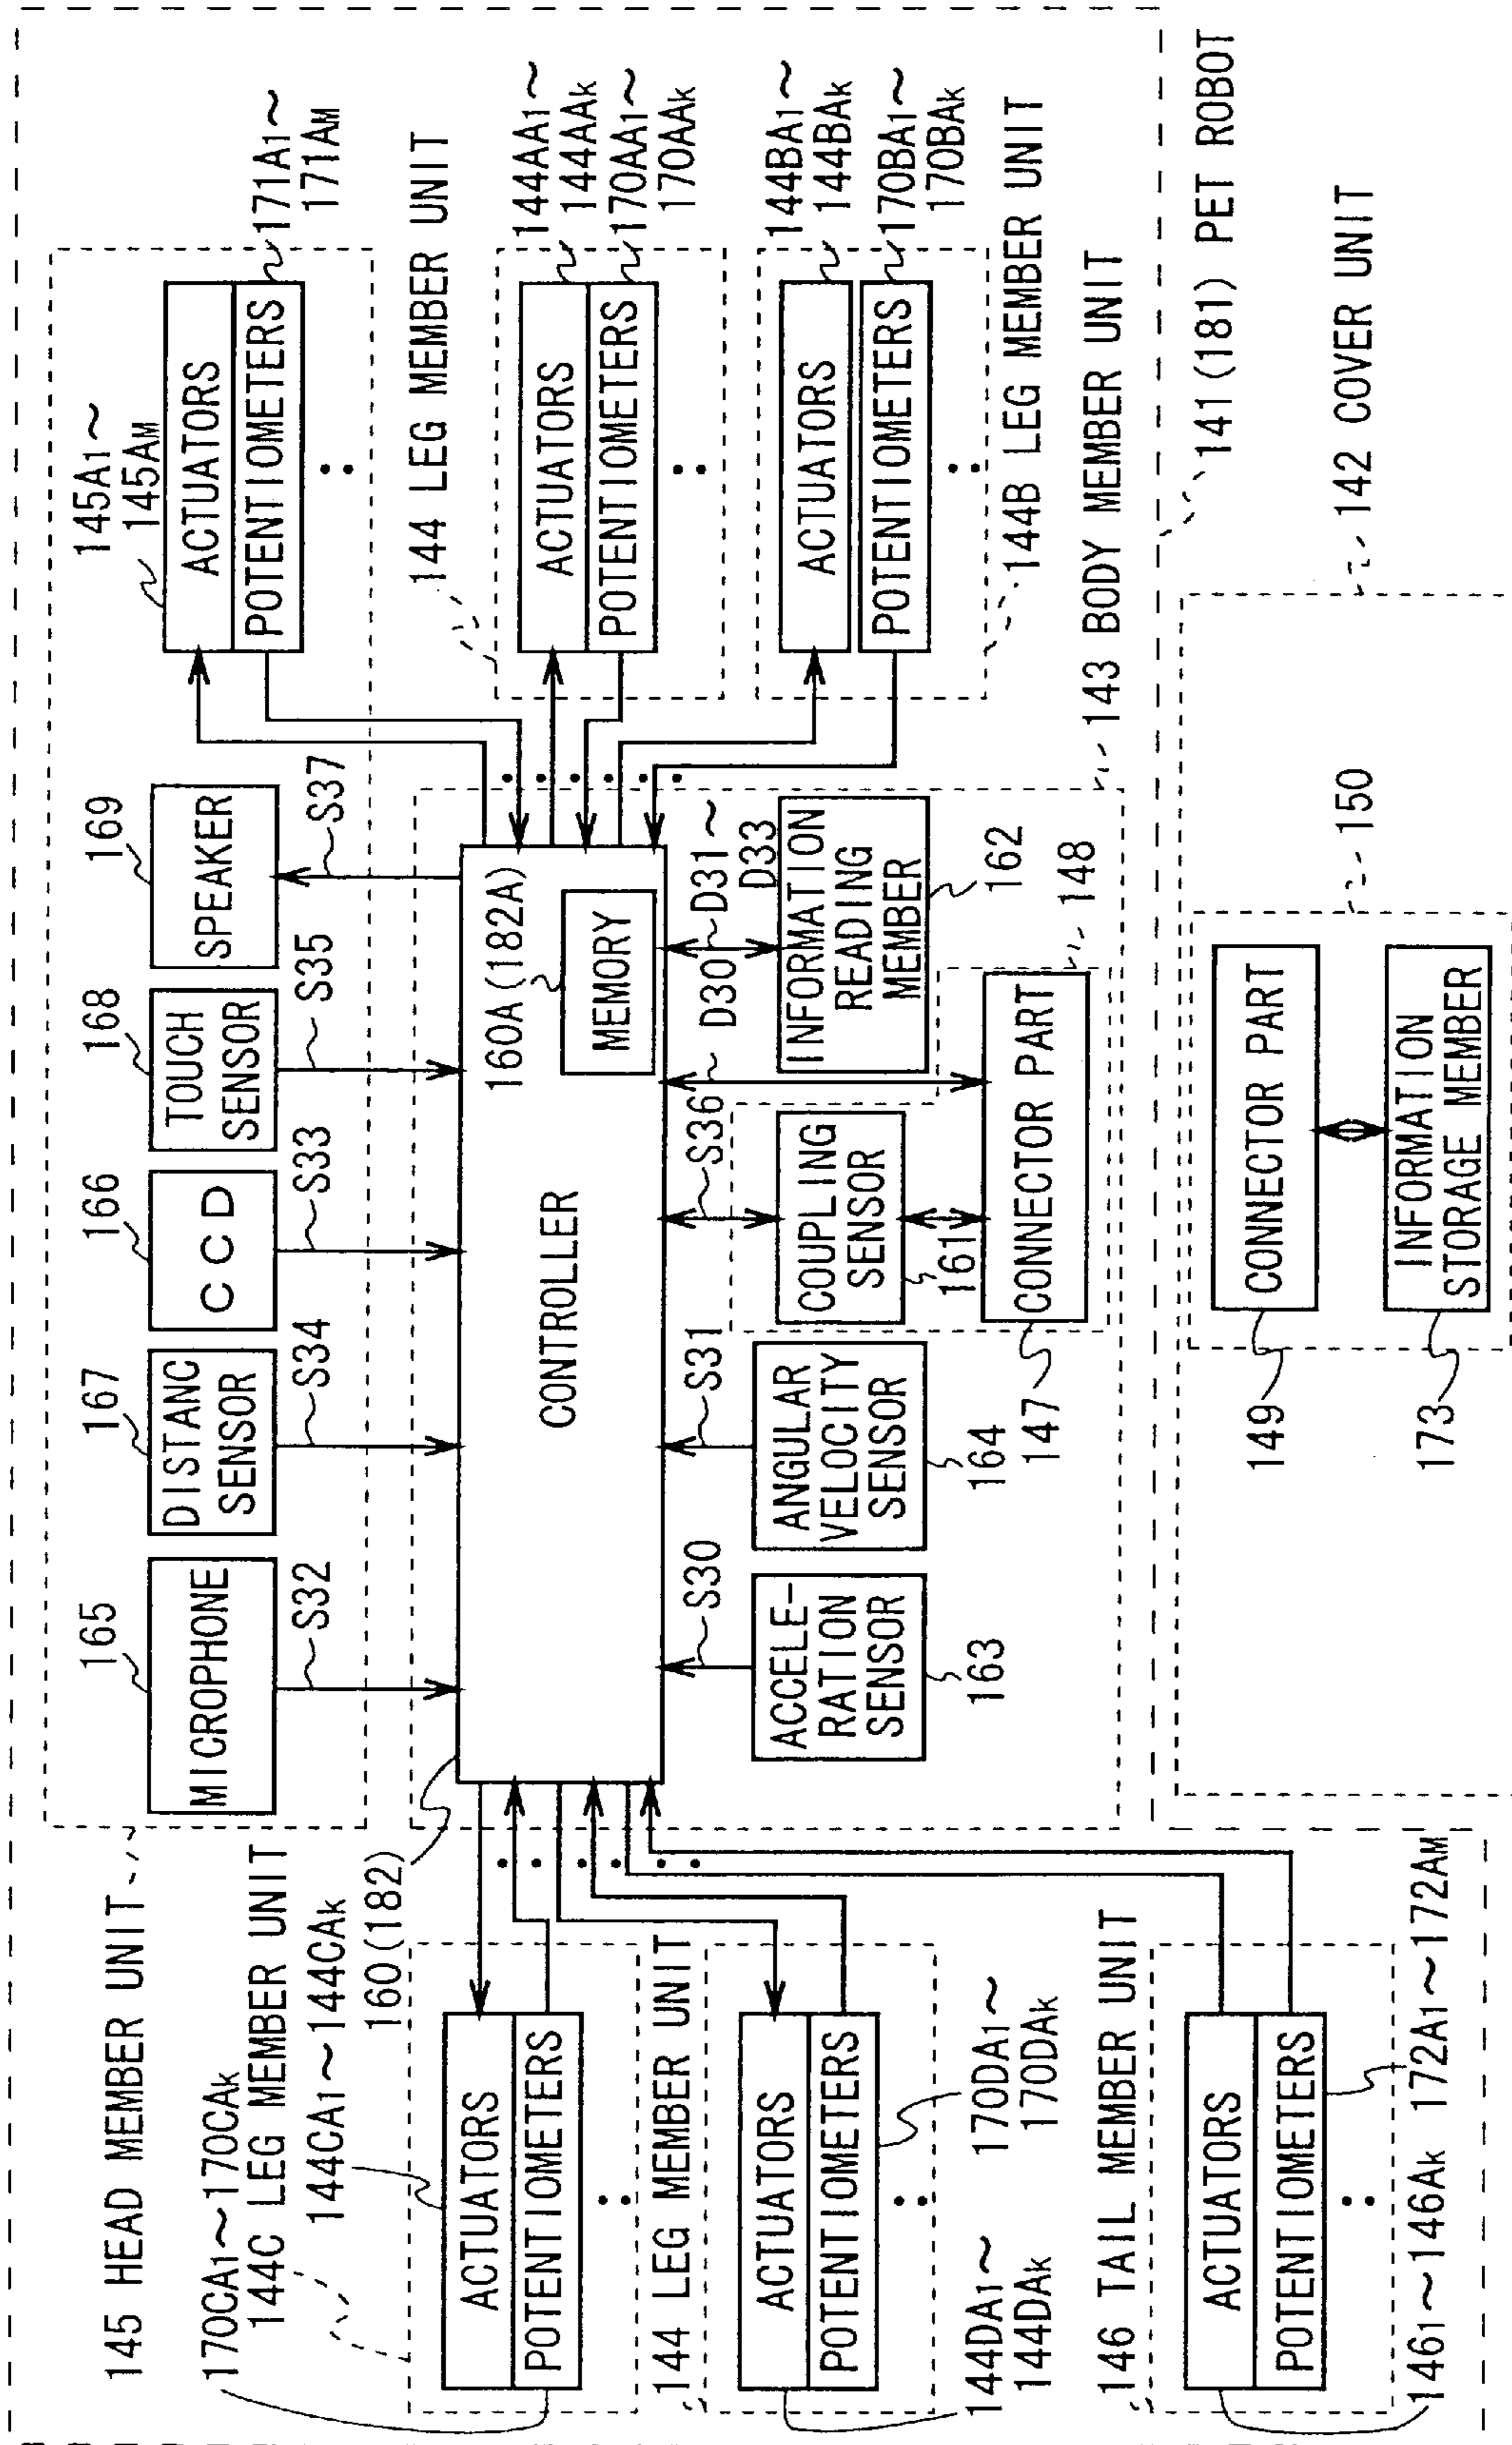 145 HEAD MEMBER UNIT
165
MICROPHONE
S32
167
DISTANC
SENSOR
S34
166
CCD
S33
168
TOUCH
SENSOR
S35
169
SPEAKER
S37
145A1~
145AM
ACTUATORS
POTENTIOMETERS
171A1~
171AM
170CA1~170CAk
144C LEG MEMBER UNIT
144CA1~144CAk
160(182)
ACTUATORS
POTENTIOMETERS
CONTROLLER
160A(182A)
MEMORY
144 LEG MEMBER UNIT
ACTUATORS
POTENTIOMETERS
144AA1~
144AAk
170AA1~
170AAk
144 LEG MEMBER UNIT
ACTUATORS
POTENTIOMETERS
170DA1~
170DAk
144DA1~
144DAk
S30
ACCELE-
RATION
SENSOR
163
S31
ANGULAR
VELOCITY
SENSOR
164
S36
COUPLING
SENSOR
161
D30
D31~
D33
INFORMATION
READING
MEMBER
162
CONNECTOR PART
147
148
ACTUATORS
POTENTIOMETERS
144BA1~
144BAk
170BA1~
170BAk
144B LEG MEMBER UNIT
143 BODY MEMBER UNIT
146 TAIL MEMBER UNIT
ACTUATORS
POTENTIOMETERS
1461~146Ak
172A1~172AM
141(181) PET ROBOT
142 COVER UNIT
150
149
CONNECTOR PART
173
INFORMATION
STORAGE MEMBER